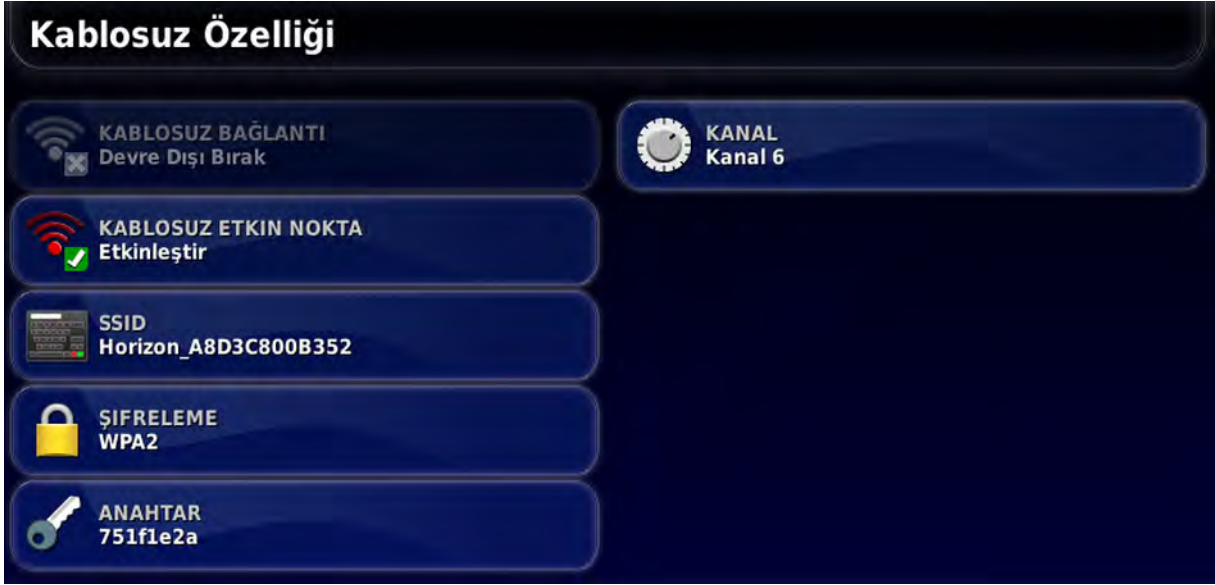 Kablosuz Özelliği
KABLOSUZ BAĞLANTI
Devre Dışı Bırak
KABLOSUZ ETKIN NOKTA
Etkinleştir
SSID
Horizon_A8D3C800B352
ŞIFRELEME
WPA2
ANAHTAR
751f1e2a
KANAL
Kanal 6